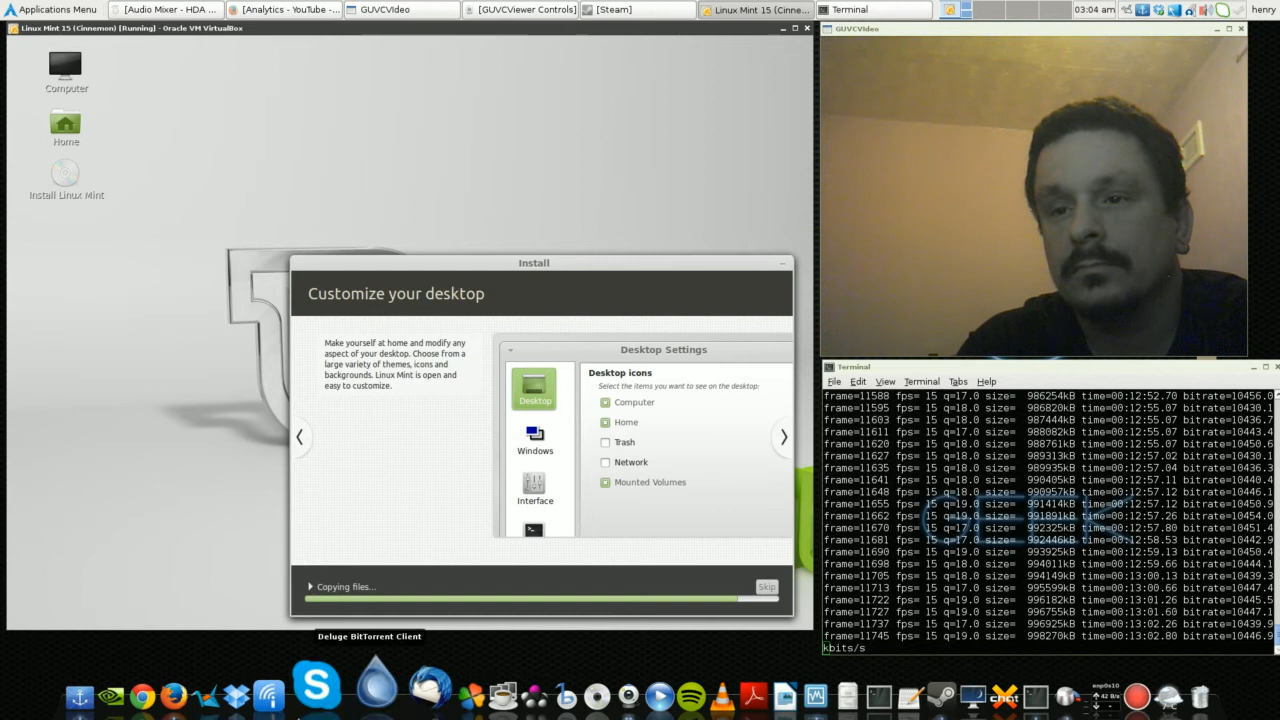 Applications Menu
[Audio Mixer - HDA ...
[Analytics - YouTube -...
GUVCVIdeo
[GUVCViewer Controls]
[Steam]
Linux Mint 15 (Cinne...
Terminal
03:04 am
henry
Linux Mint 15 (Cinnemon) [Running] - Oracle VM VirtualBox
Computer
Home
Install Linux Mint
Install
Customize your desktop
Make yourself at home and modify any
aspect of your desktop. Choose from a
large variety of themes, icons and
backgrounds. Linux Mint is open and
easy to customize.
Desktop Settings
Desktop
Windows
Interface
Desktop icons
Select the items you want to see on the desktop:
Computer
Home
Trash
Network
Mounted Volumes
Copying files...
Skip
GUVCVIdeo
Terminal
File Edit View Terminal Tabs Help
frame=11588 fps= 15 q=17.0 size= 986254kB time=00:12:52.70 bitrate=10456.0
frame=11595 fps= 15 q=18.0 size= 986820kB time=00:12:55.07 bitrate=10430.1
frame=11603 fps= 15 q=18.0 size= 987444kB time=00:12:55.07 bitrate=10436.7
frame=11611 fps= 15 q=17.0 size= 988082kB time=00:12:55.07 bitrate=10443.4
frame=11620 fps= 15 q=18.0 size= 988761kB time=00:12:55.07 bitrate=10450.6
frame=11627 fps= 15 q=18.0 size= 989313kB time=00:12:57.02 bitrate=10430.1
frame=11635 fps= 15 q=18.0 size= 989935kB time=00:12:57.04 bitrate=10436.3
frame=11641 fps= 15 q=17.0 size= 990405kB time=00:12:57.11 bitrate=10440.4
frame=11648 fps= 15 q=17.0 size= 990957kB time=00:12:57.12 bitrate=10446.1
frame=11655 fps= 15 q=19.0 size= 991414kB time=00:12:57.17 bitrate=10450.9
frame=11662 fps= 15 q=19.0 size= 991891kB time=00:12:57.26 bitrate=10454.0
frame=11670 fps= 15 q=17.0 size= 992325kB time=00:12:57.80 bitrate=10451.4
frame=11681 fps= 15 q=17.0 size= 992446kB time=00:12:58.53 bitrate=10442.9
frame=11690 fps= 15 q=19.0 size= 993925kB time=00:12:59.13 bitrate=10450.4
frame=11698 fps= 15 q=18.0 size= 994011kB time=00:12:59.66 bitrate=10444.1
frame=11705 fps= 15 q=18.0 size= 994149kB time=00:13:00.13 bitrate=10439.3
frame=11713 fps= 15 q=17.0 size= 995599kB time=00:13:00.66 bitrate=10447.4
frame=11722 fps= 15 q=19.0 size= 996182kB time=00:13:01.26 bitrate=10445.5
frame=11727 fps= 15 q=19.0 size= 996755kB time=00:13:01.60 bitrate=10447.1
frame=11737 fps= 15 q=17.0 size= 996925kB time=00:13:02.26 bitrate=10439.9
frame=11745 fps= 15 q=19.0 size= 998270kB time=00:13:02.80 bitrate=10446.9
kbits/s
GEEK
Deluge BitTorrent Client
chat
enp0s10
42 B/s